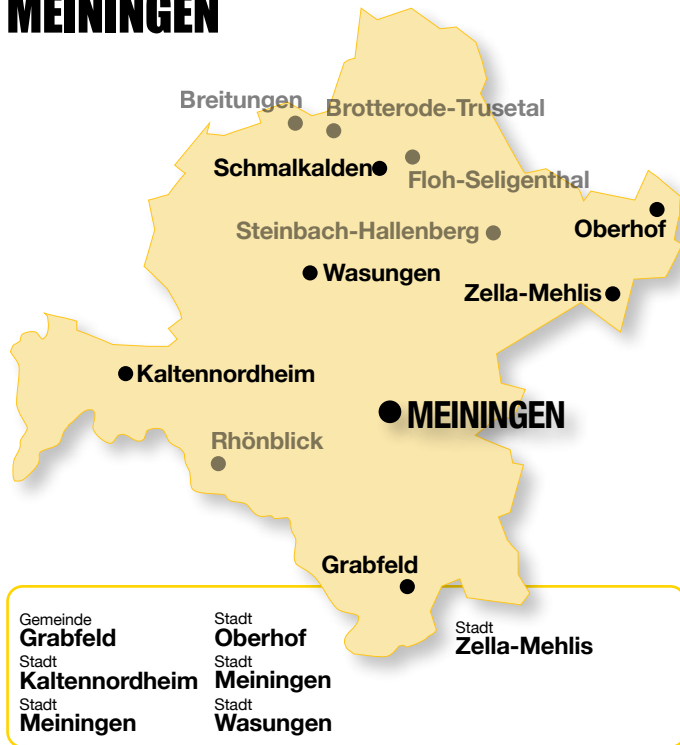 MEININGEN
Breitungen
Brotterode-Trusetal
Schmalkalden
Floh-Seligenthal
Oberhof
Steinbach-Hallenberg
Wasungen
Zella-Mehlis
Kaltennordheim
MEININGEN
Rhönblick
Grabfeld
Gemeinde
Grabfeld
Stadt
Kaltennordheim
Stadt
Meiningen
Stadt
Oberhof
Stadt
Meiningen
Stadt
Wasungen
Stadt
Zella-Mehlis